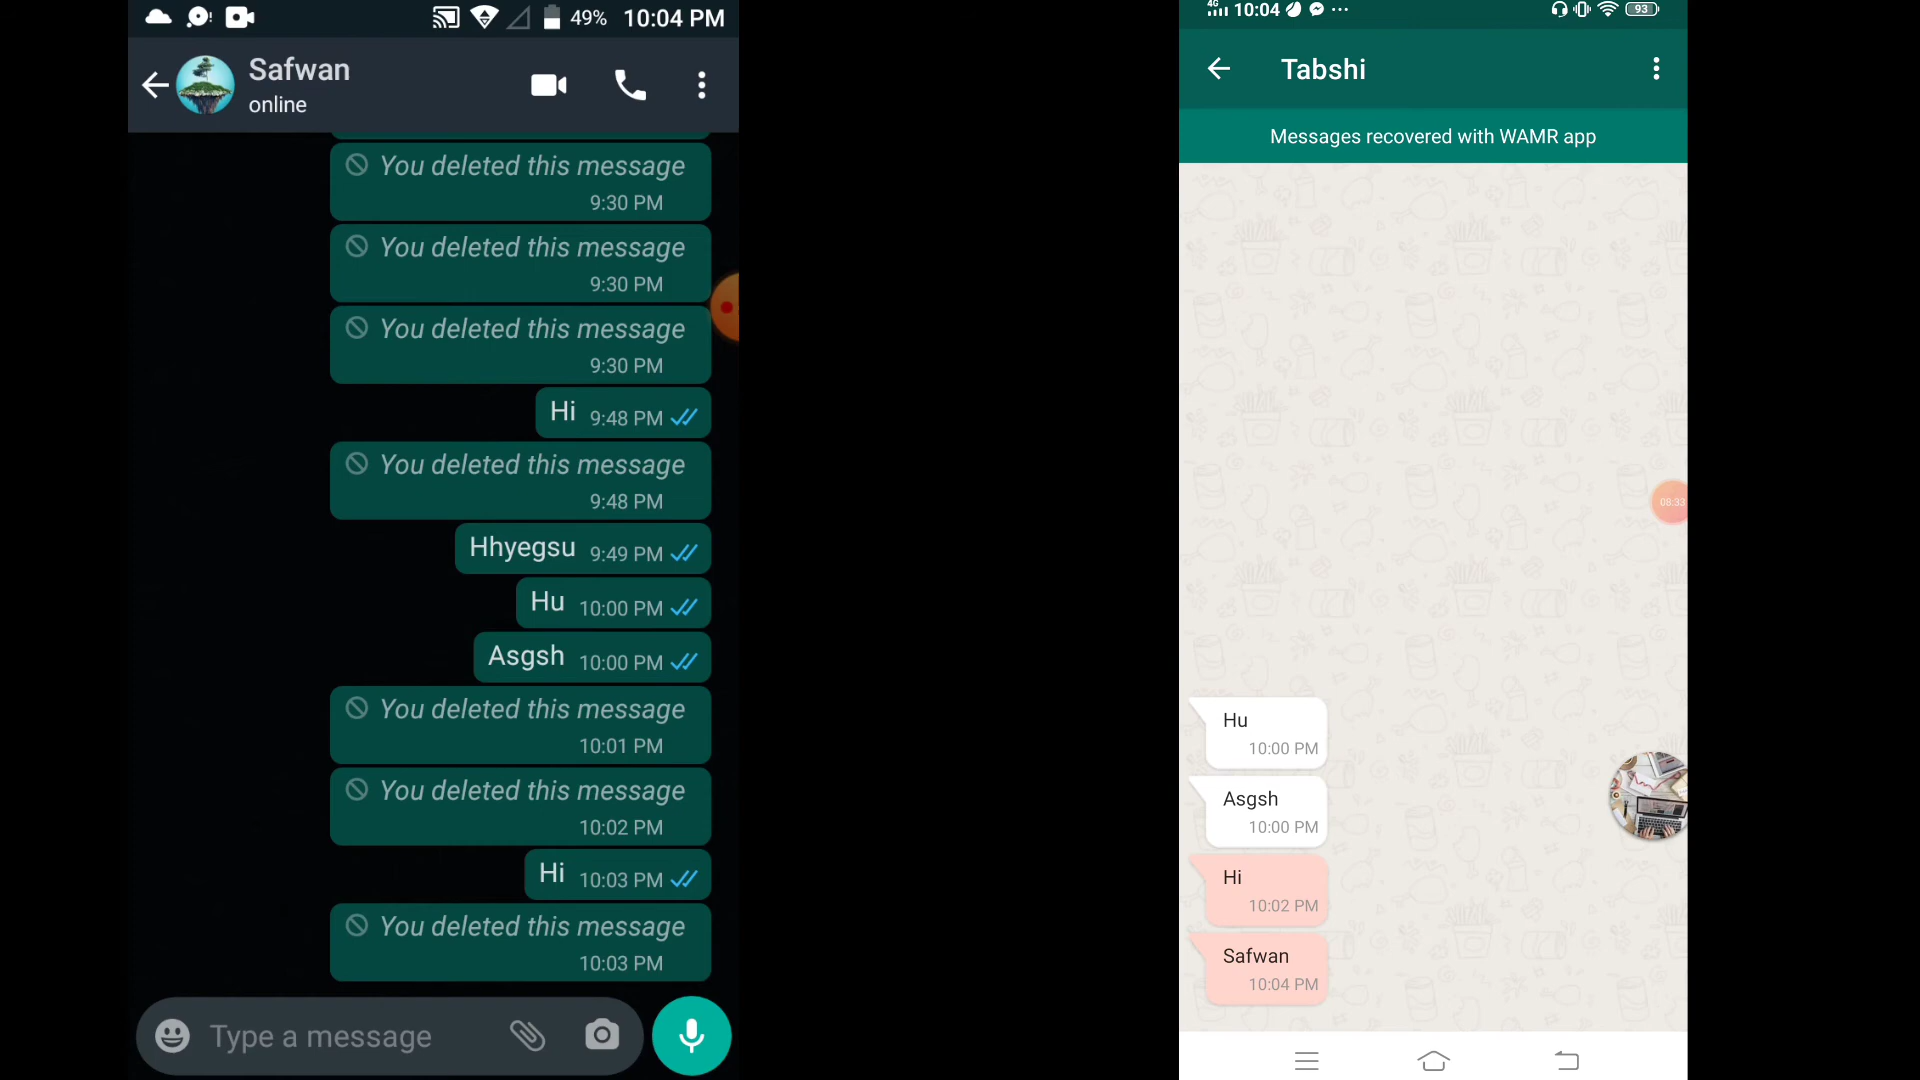 49% 10:04 PM
Safwan
online
You deleted this message
9:30 PM
You deleted this message
9:30 PM
You deleted this message
9:30 PM
Hi 9:48 PM
You deleted this message
9:48 PM
Hhyegsu 9:49 PM
Hu 10:00 PM
Asgsh 10:00 PM
You deleted this message
10:01 PM
You deleted this message
10:02 PM
Hi 10:03 PM
You deleted this message
10:03 PM
Type a message
4G 10:04 93
Tabshi
Messages recovered with WAMR app
08:33
Hu
10:00 PM
Asgsh
10:00 PM
Hi
10:02 PM
Safwan
10:04 PM